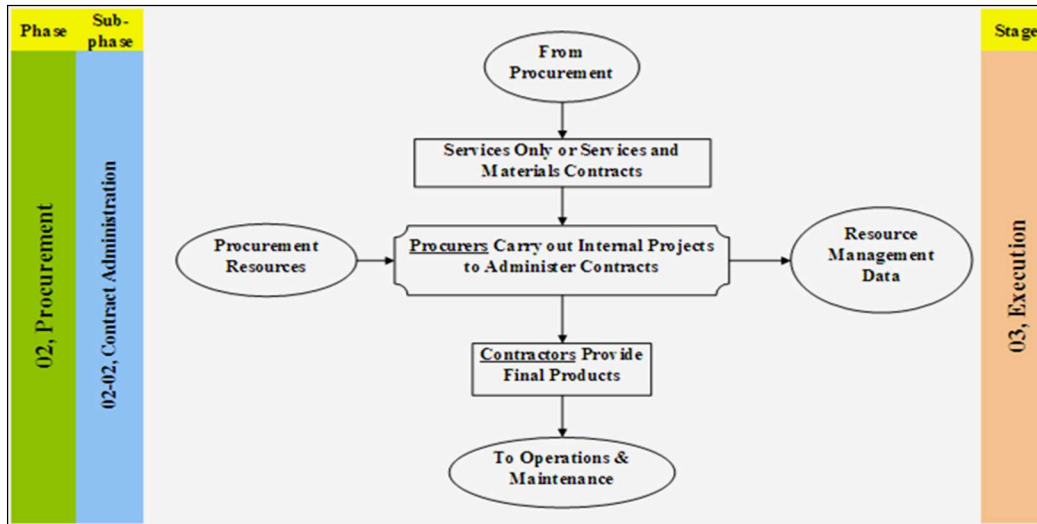 Phase
Sub-
phase
Stage
02, Procurement
02-02, Contract Administration
03, Execution
From
Procurement
Services Only or Services and
Materials Contracts
Procurement
Resources
Procurers Carry out Internal Projects
to Administer Contracts
Resource
Management
Data
Contractors Provide
Final Products
To Operations &
Maintenance